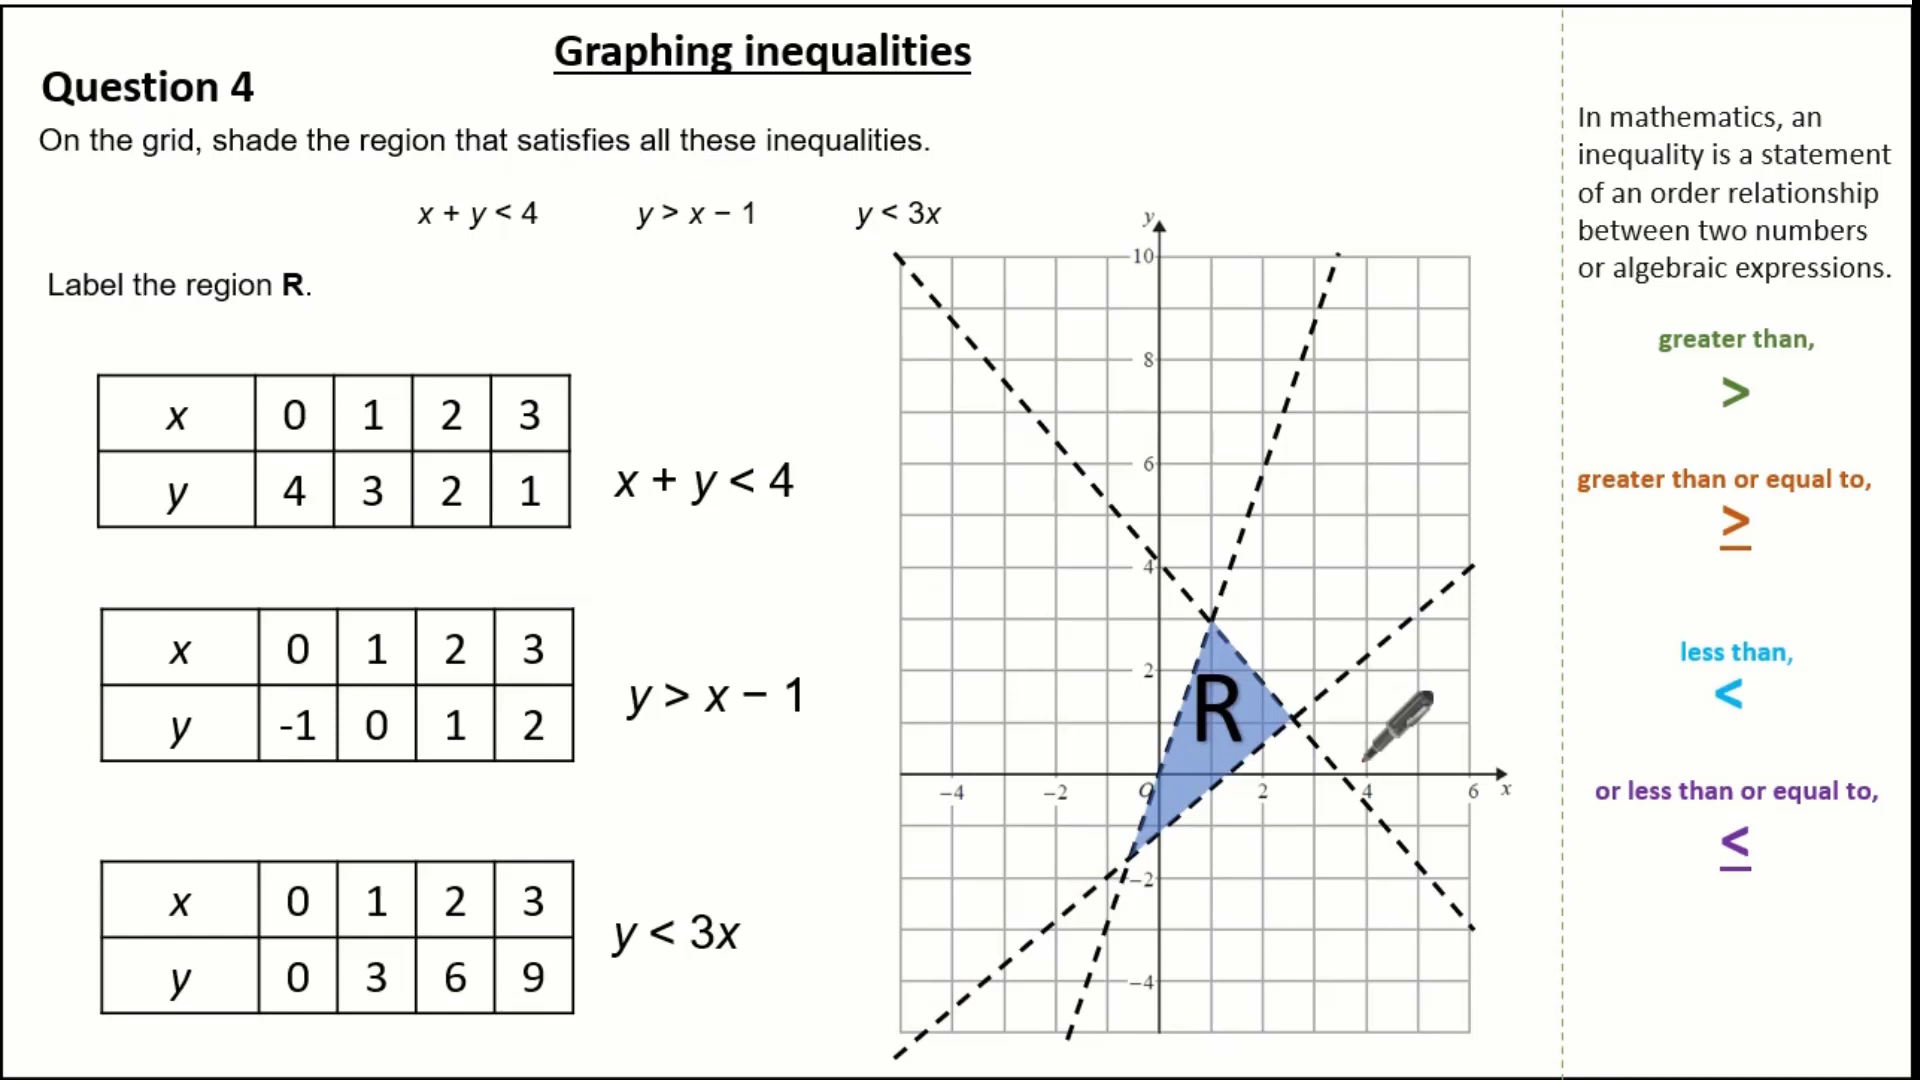 Graphing inequalities
Question 4
On the grid, shade the region that satisfies all these inequalities.
x + y < 4 y > x − 1 y < 3x
Label the region R.
x 0 1 2 3
y 4 3 2 1
x + y < 4
x 0 1 2 3
y -1 0 1 2
y > x − 1
x 0 1 2 3
y 0 3 6 9
y < 3x
y
10
8
6
4
2
R
−4 −2 O 2 4 6 x
−2
−4
In mathematics, an
inequality is a statement
of an order relationship
between two numbers
or algebraic expressions.
greater than,
>
greater than or equal to,
≥
less than,
<
or less than or equal to,
≤